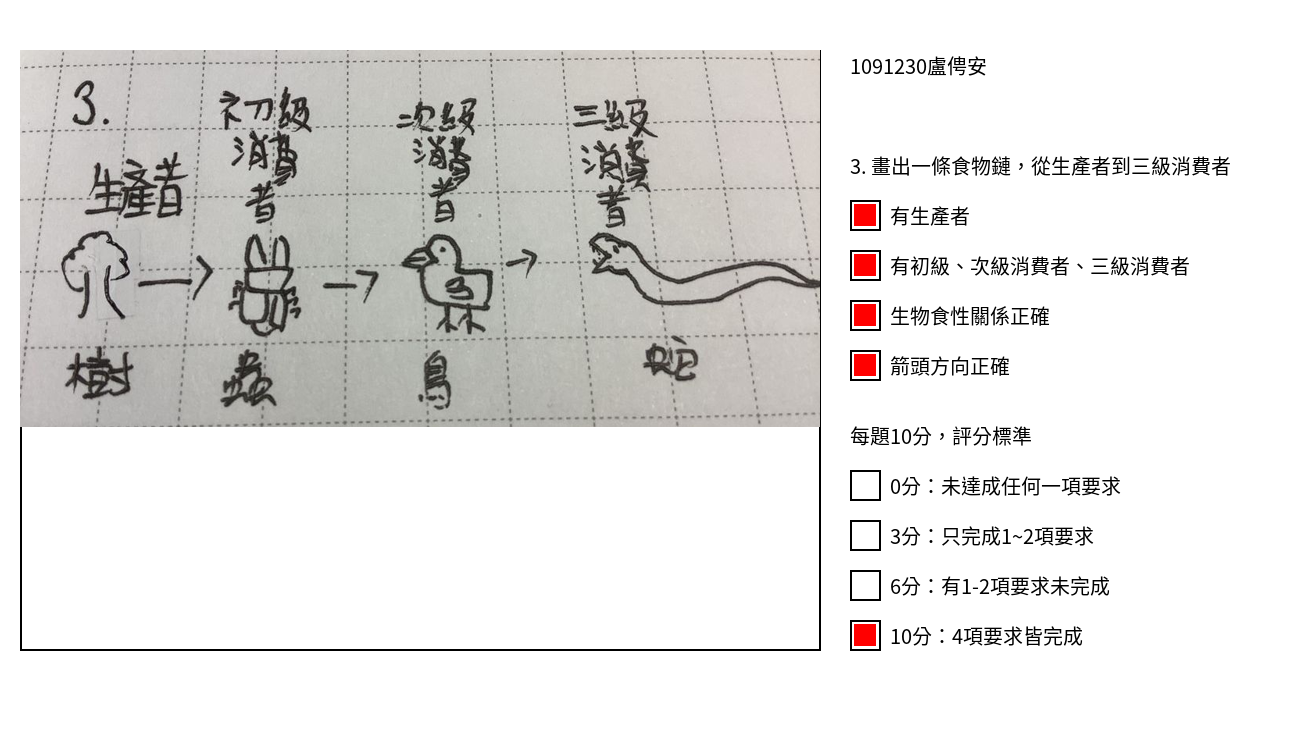 3.
生產者
初級
消費
者
次級
消費
者
三級
消費
者
樹
蟲
鳥
蛇
1091230盧俜安
3. 畫出一條食物鏈，從生產者到三級消費者
有生產者
有初級、次級消費者、三級消費者
生物食性關係正確
箭頭方向正確
每題10分，評分標準
0分：未達成任何一項要求
3分：只完成1~2項要求
6分：有1-2項要求未完成
10分：4項要求皆完成